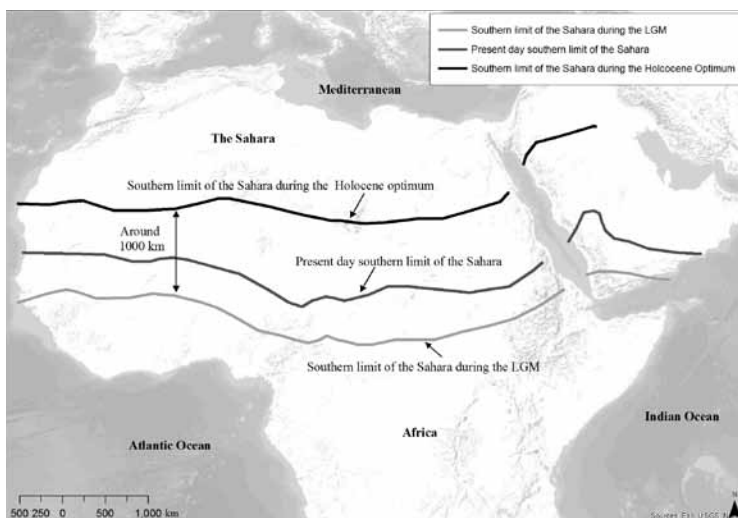 Southern limit of the Sahara during the LGM
Present day southern limit of the Sahara
Southern limit of the Sahara during the Holcocene Optimum
Mediterranean
The Sahara
Southern limit of the Sahara during the Holocene optimum
Around
1000 km
Present day southern limit of the Sahara
Southern limit of the Sahara during the LGM
Indian Ocean
Africa
Atlantic Ocean
500 250 0 500 1,000 km
N